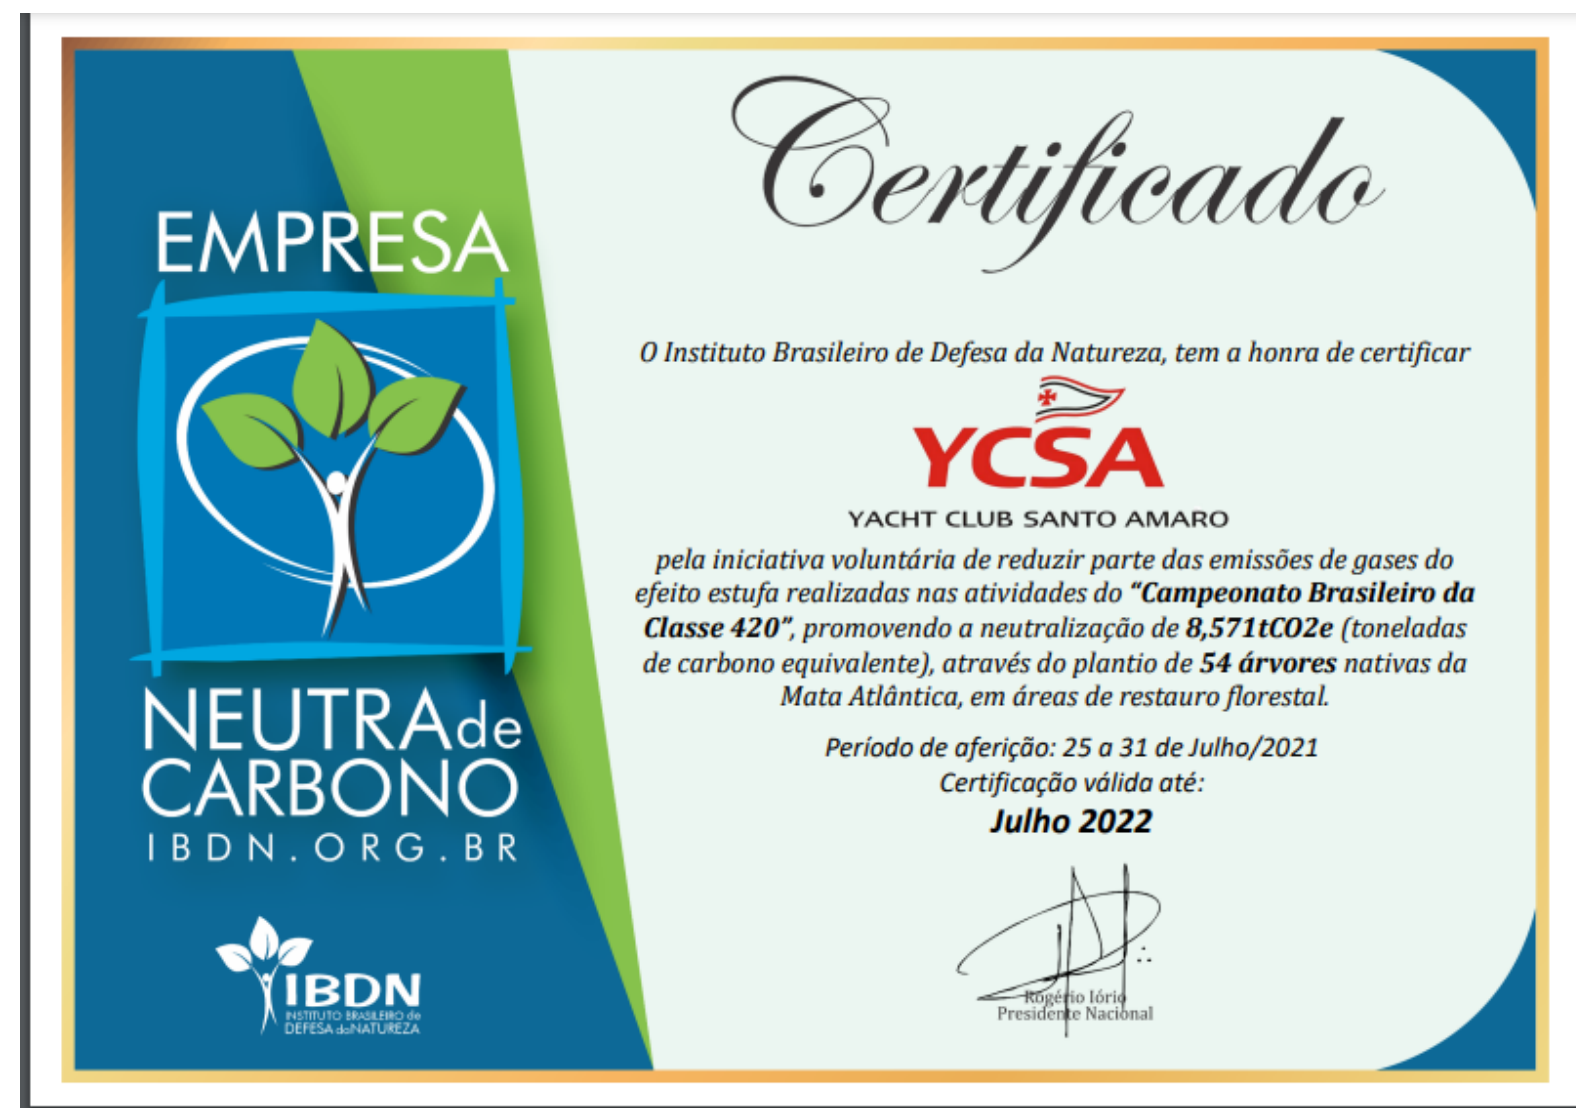 EMPRESA
NEUTRAde
CARBONO
IBDN.ORG.BR
IBDN
INSTITUTO BRASILEIRO de
DEFESA daNATUREZA
Certificado
O Instituto Brasileiro de Defesa da Natureza, tem a honra de certificar
YCSA
YACHT CLUB SANTO AMARO
pela iniciativa voluntária de reduzir parte das emissões de gases do
efeito estufa realizadas nas atividades do “Campeonato Brasileiro da
Classe 420”, promovendo a neutralização de 8,571tCO2e (toneladas
de carbono equivalente), através do plantio de 54 árvores nativas da
Mata Atlântica, em áreas de restauro florestal.
Período de aferição: 25 a 31 de Julho/2021
Certificação válida até:
Julho 2022
Rogério Iório
Presidente Nacional